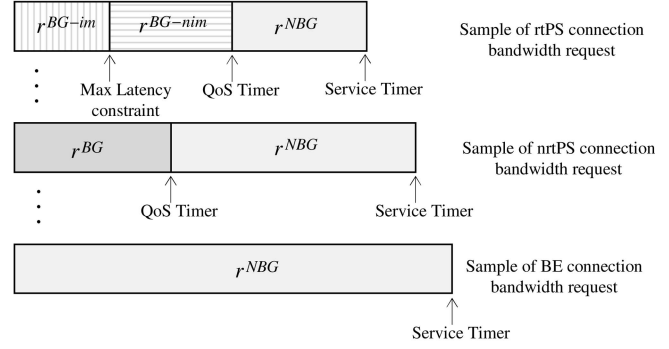 r^BG−im r^BG−nim r^NBG
Sample of rtPS connection
bandwidth request
Max Latency
constraint
QoS Timer
Service Timer
r^BG r^NBG
Sample of nrtPS connection
bandwidth request
QoS Timer
Service Timer
r^NBG
Sample of BE connection
bandwidth request
Service Timer